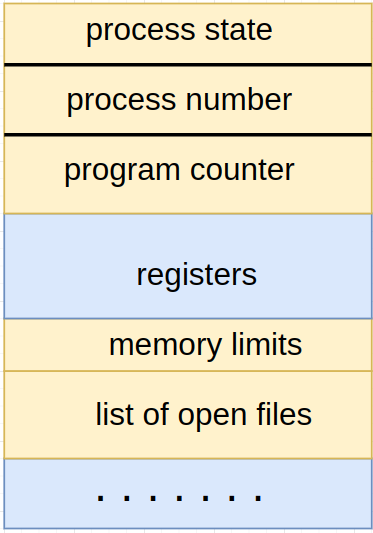 process state
process number
program counter
registers
memory limits
list of open files
. . . . . . .